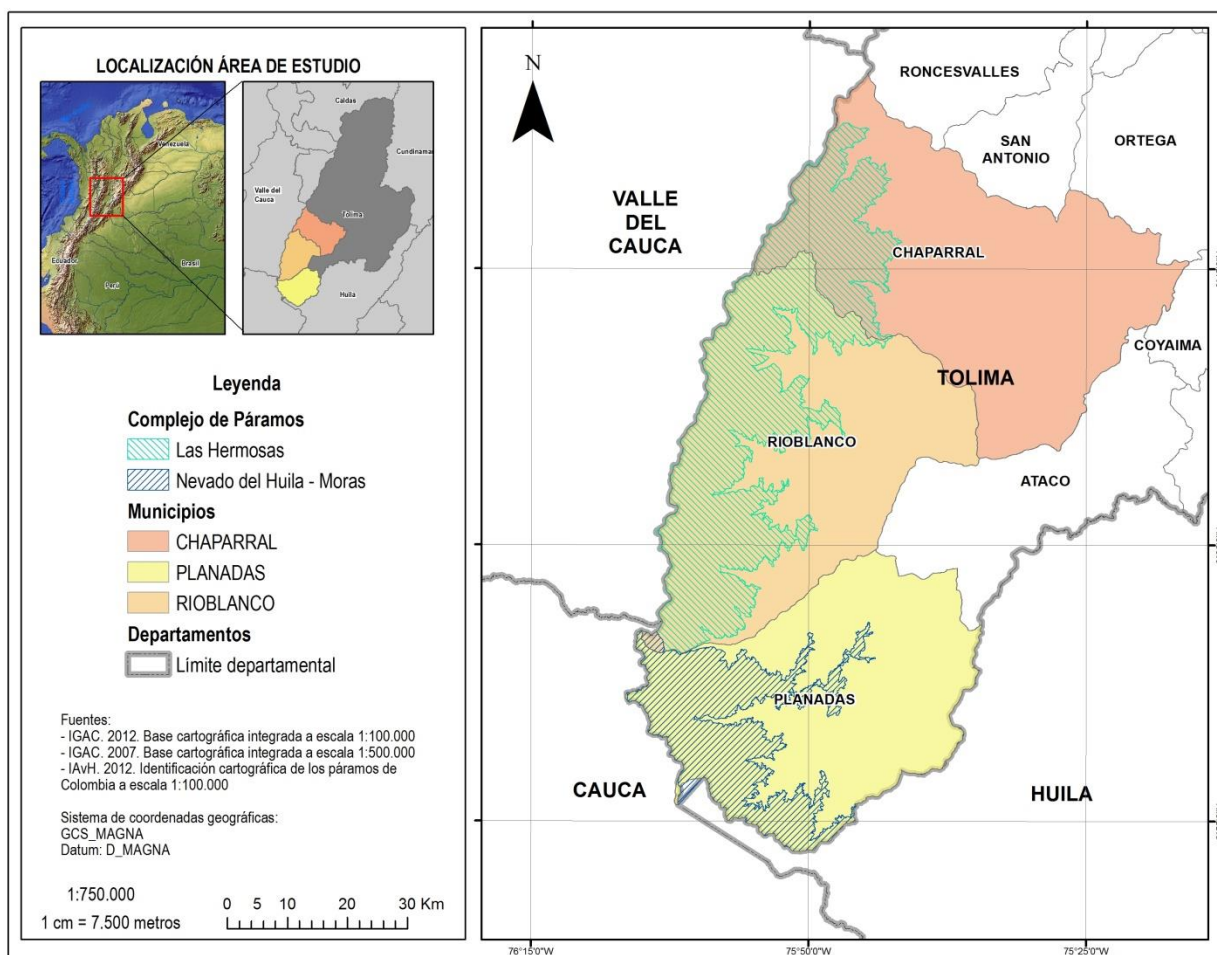 LOCALIZACIÓN ÁREA DE ESTUDIO
Venezuela
Ecuador
Perú
Brasil
Caldas
Cundinamar
Valle del
Cauca
Tolima
Huila
Leyenda
Complejo de Páramos
Las Hermosas
Nevado del Huila - Moras
Municipios
CHAPARRAL
PLANADAS
RIOBLANCO
Departamentos
Límite departamental
Fuentes:
- IGAC. 2012. Base cartográfica integrada a escala 1:100.000
- IGAC. 2007. Base cartográfica integrada a escala 1:500.000
- IAvH. 2012. Identificación cartográfica de los páramos de
Colombia a escala 1:100.000
Sistema de coordenadas geográficas:
GCS_MAGNA
Datum: D_MAGNA
1:750.000
1 cm = 7.500 metros
0 5 10 20 30 Km
N
RONCESVALLES
SAN
ANTONIO
ORTEGA
VALLE
DEL
CAUCA
CHAPARRAL
COYAIMA
TOLIMA
RIOBLANCO
ATACO
PLANADAS
CAUCA
HUILA
76°15'0"W
75°50'0"W
75°25'0"W